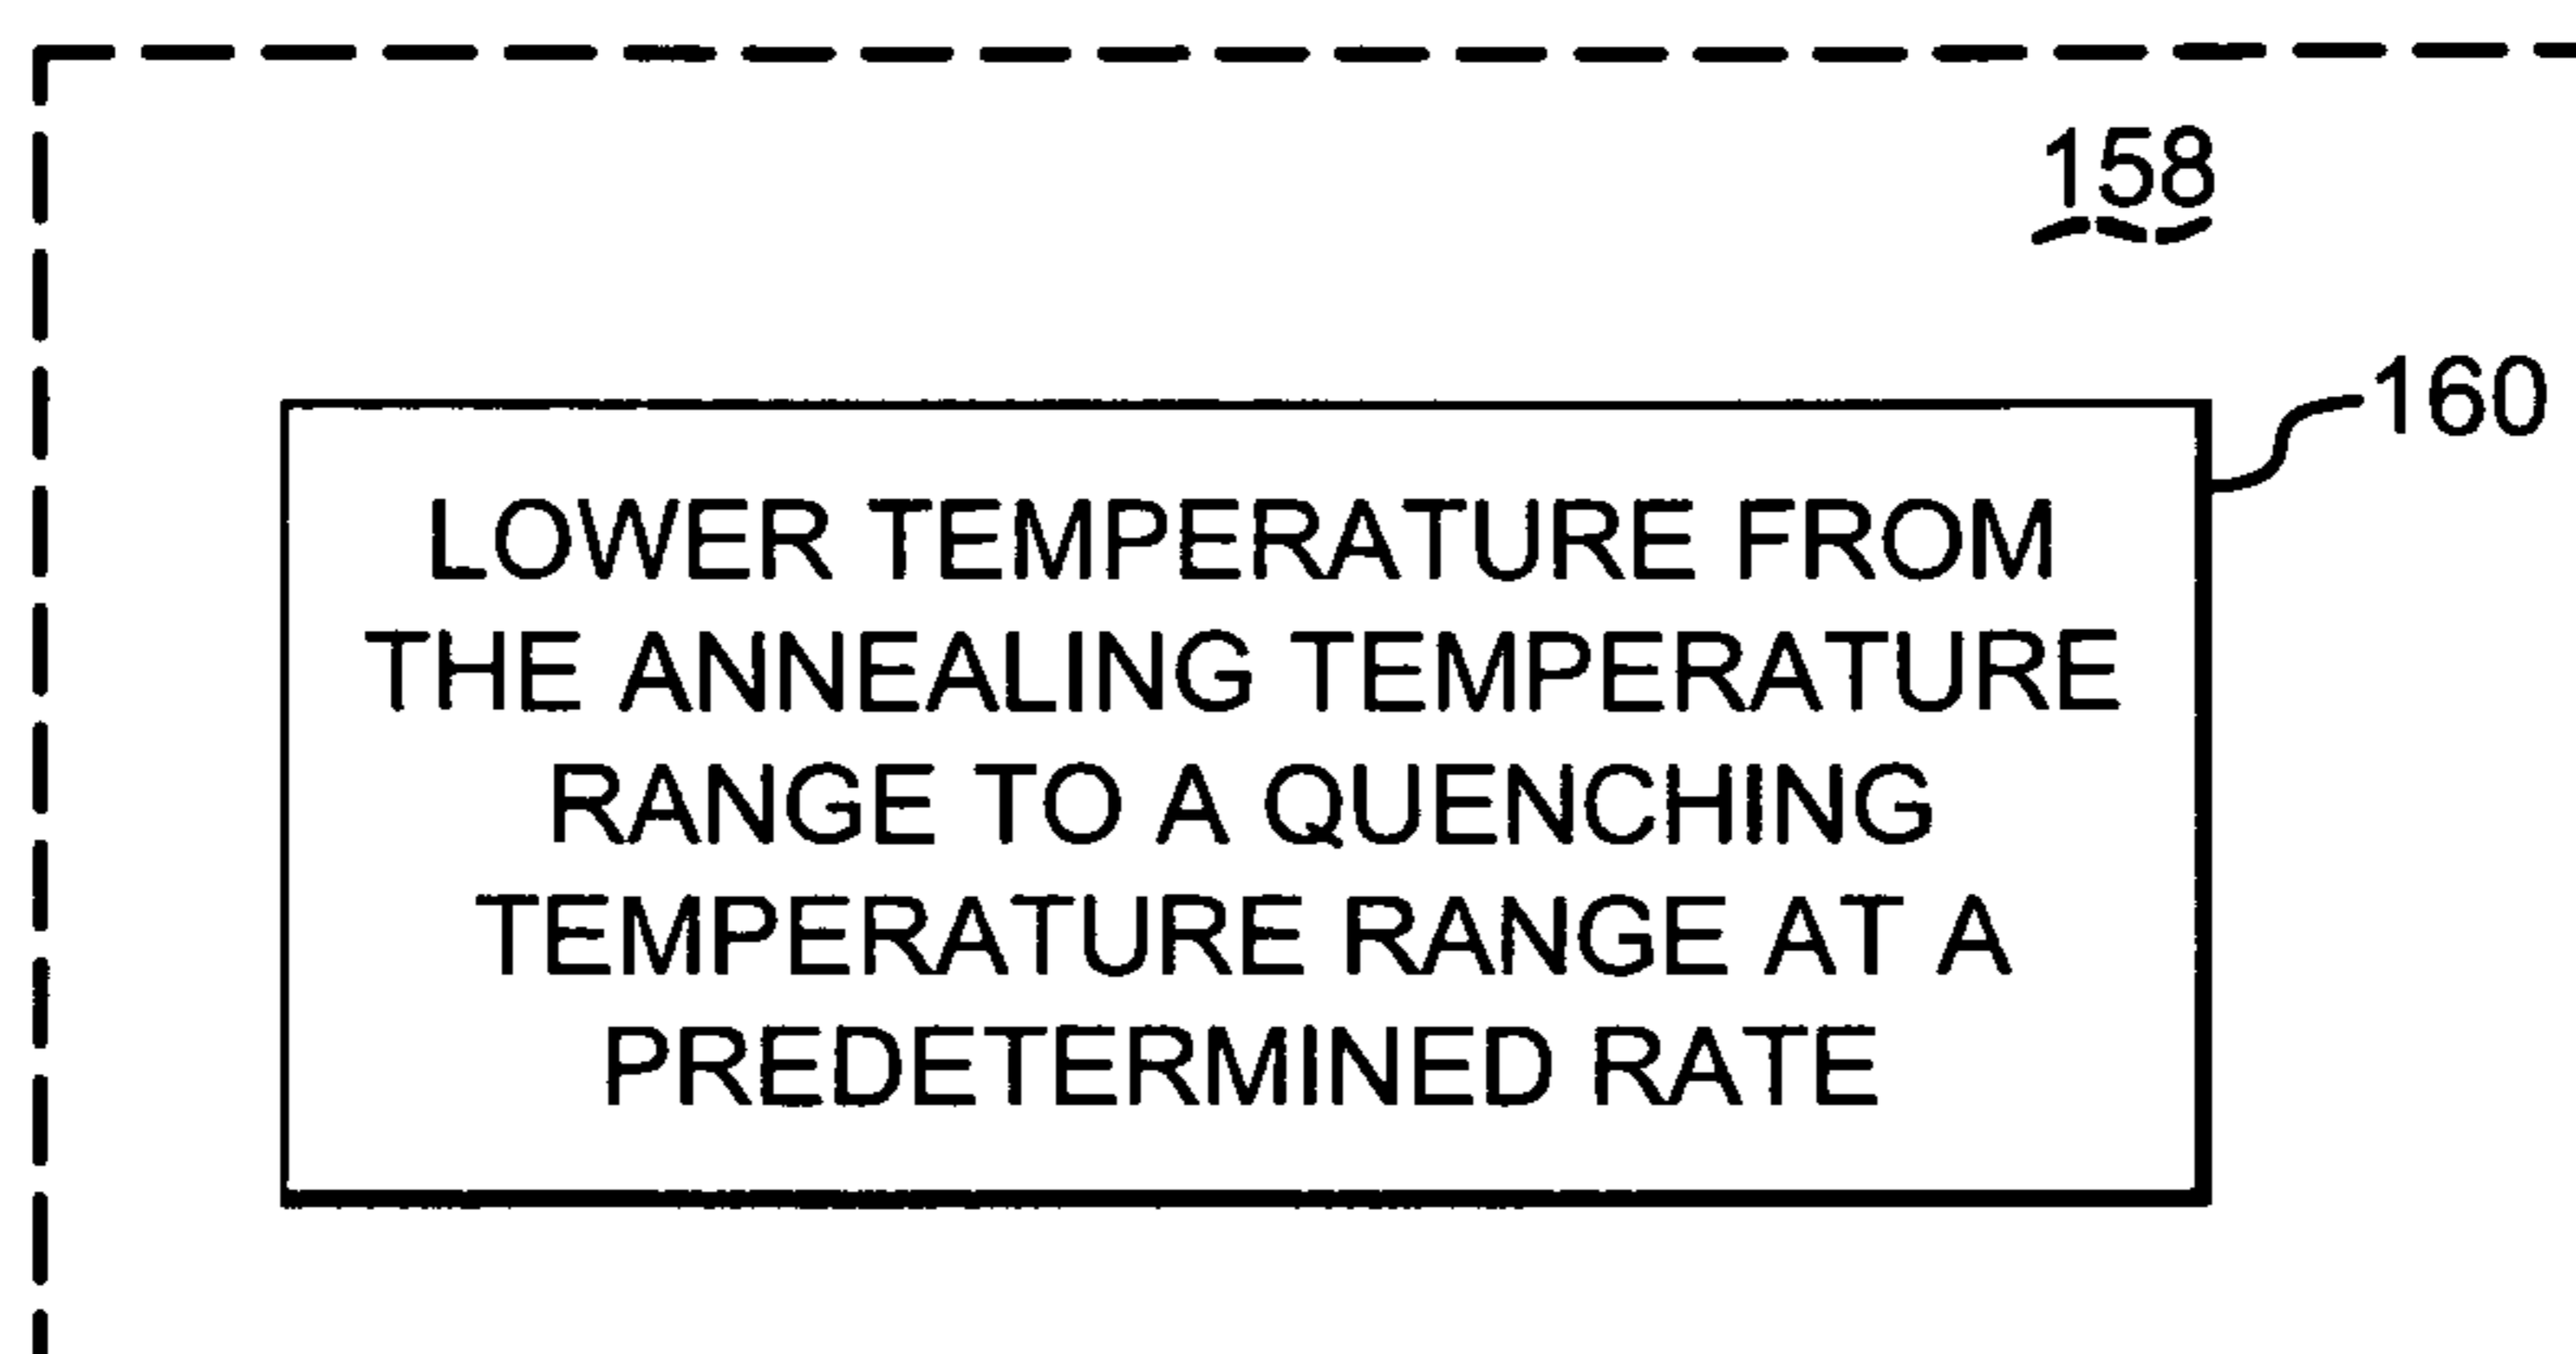 158
160
LOWER TEMPERATURE FROM
THE ANNEALING TEMPERATURE
RANGE TO A QUENCHING
TEMPERATURE RANGE AT A
PREDETERMINED RATE